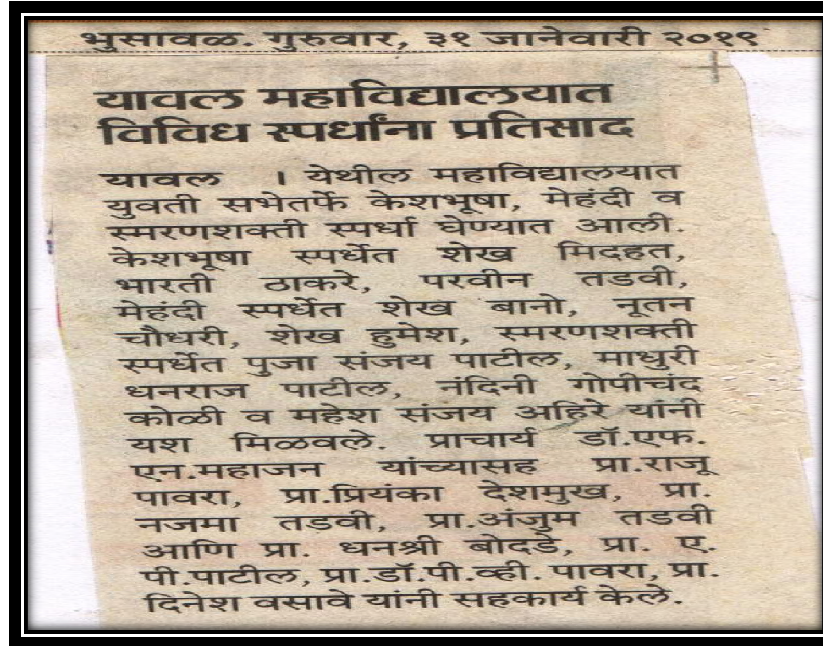 भुसावळ. गुरुवार, ३१ जानेवारी २०१९
यावल महाविद्यालयात
विविध स्पर्धांना प्रतिसाद
यावल । येथील महाविद्यालयात
युवती सभेतर्फे केशभूषा, मेहंदी व
स्मरणशक्ती स्पर्धा घेण्यात आली.
केशभूषा स्पर्धेत शेख मिदहत,
भारती ठाकरे, परवीन तडवी,
मेहंदी स्पर्धेत शेख बानो, नूतन
चौधरी, शेख हुमेश, स्मरणशक्ती
स्पर्धेत पुजा संजय पाटील, माधुरी
धनराज पाटील, नंदिनी गोपीचंद
कोळी व महेश संजय अहिरे यांनी
यश मिळवले. प्राचार्य डॉ.एफ.
एन.महाजन यांच्यासह प्रा.राजू
पावरा, प्रा.प्रियंका देशमुख, प्रा.
नजमा तडवी, प्रा.अंजुम तडवी
आणि प्रा. धनश्री बोदडे, प्रा. ए.
पी.पाटील, प्रा.डॉ.पी.व्ही. पावरा, प्रा.
दिनेश वसावे यांनी सहकार्य केले.